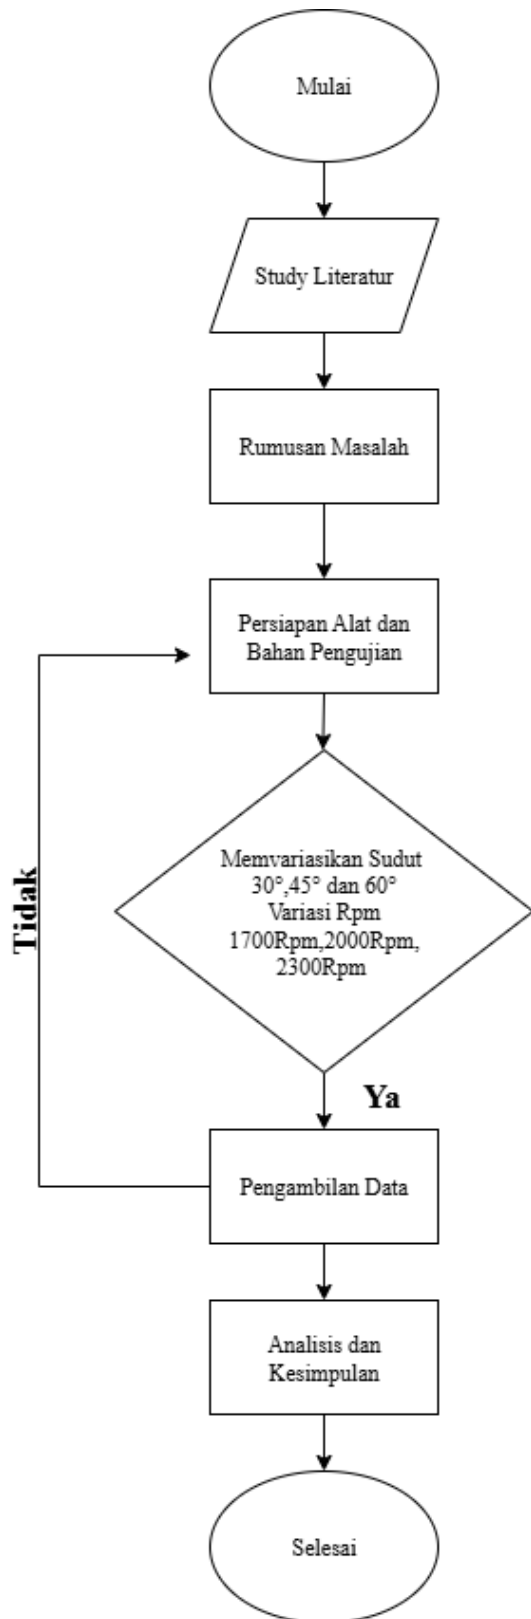 Mulai
Study Literatur
Rumusan Masalah
Persiapan Alat dan
Bahan Pengujian
Memvariasikan Sudut
30°,45° dan 60°
Variasi Rpm
1700Rpm,2000Rpm,
2300Rpm
Tidak
Ya
Pengambilan Data
Analisis dan
Kesimpulan
Selesai